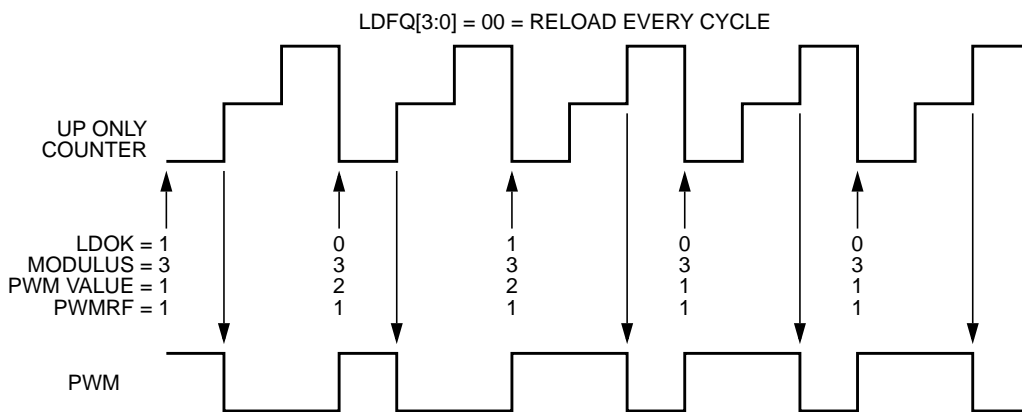 LDFQ[3:0] = 00 = RELOAD EVERY CYCLE
UP ONLY
COUNTER
LDOK = 1 0 1 0 0
MODULUS = 3 3 3 3 3
PWM VALUE = 1 2 2 1 1
PWMRF = 1 1 1 1 1
PWM